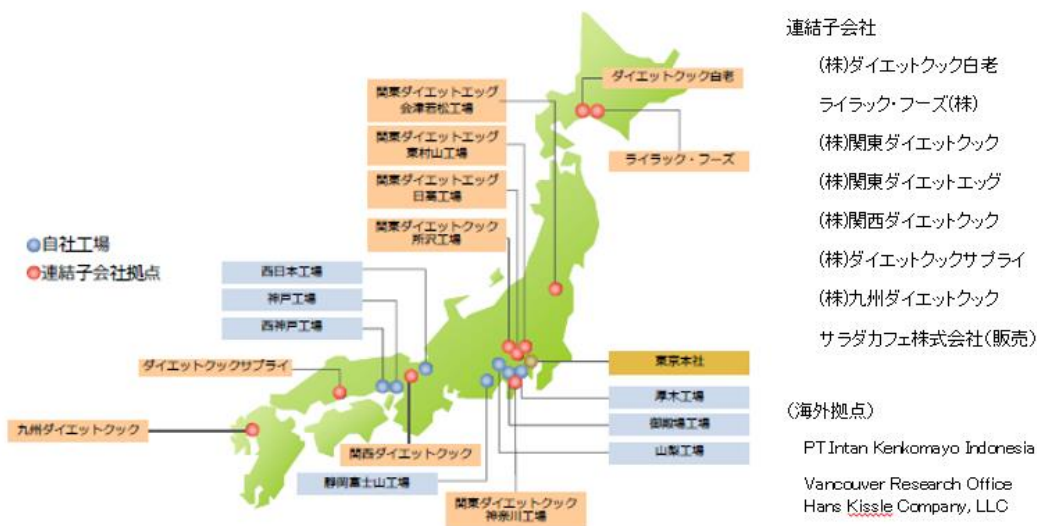 ダイエットクック白老
関東ダイエットエッグ
会津若松工場
関東ダイエットエッグ
東村山工場
ライラック・フーズ
関東ダイエットエッグ
日高工場
関東ダイエットクック
所沢工場
自社工場
連結子会社拠点
西日本工場
神戸工場
西神戸工場
ダイエットクックサプライ
東京本社
厚木工場
九州ダイエットクック
御殿場工場
関西ダイエットクック
山梨工場
静岡富士山工場
関東ダイエットクック
神奈川工場
連結子会社
(株)ダイエットクック白老
ライラック・フーズ(株)
(株)関東ダイエットクック
(株)関東ダイエットエッグ
(株)関西ダイエットクック
(株)ダイエットクックサプライ
(株)九州ダイエットクック
サラダカフェ株式会社(販売)
(海外拠点)
PT Intan Kenkomayo Indonesia
Vancouver Research Office
Hans Kissle Company, LLC